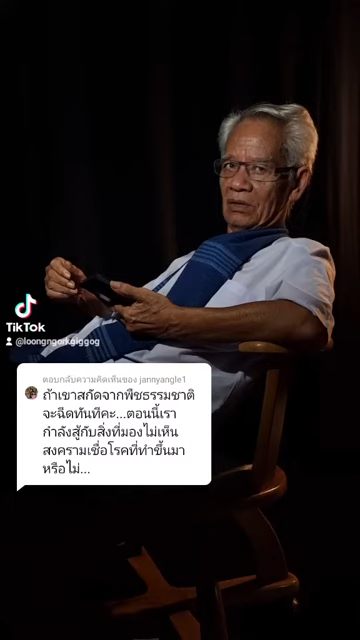 TikTok
@loongngorkgiggog
ตอบกลับความคิดเห็นของ jannyangle1
ถ้าเขาสกัดจากพืชธรรมชาติ
จะฉีดทันทีคะ...ตอนนี้เรา
กำลังสู้กับสิ่งที่มองไม่เห็น
สงครามเชื่อโรคที่ทำขึ้นมา
หรือไม่...